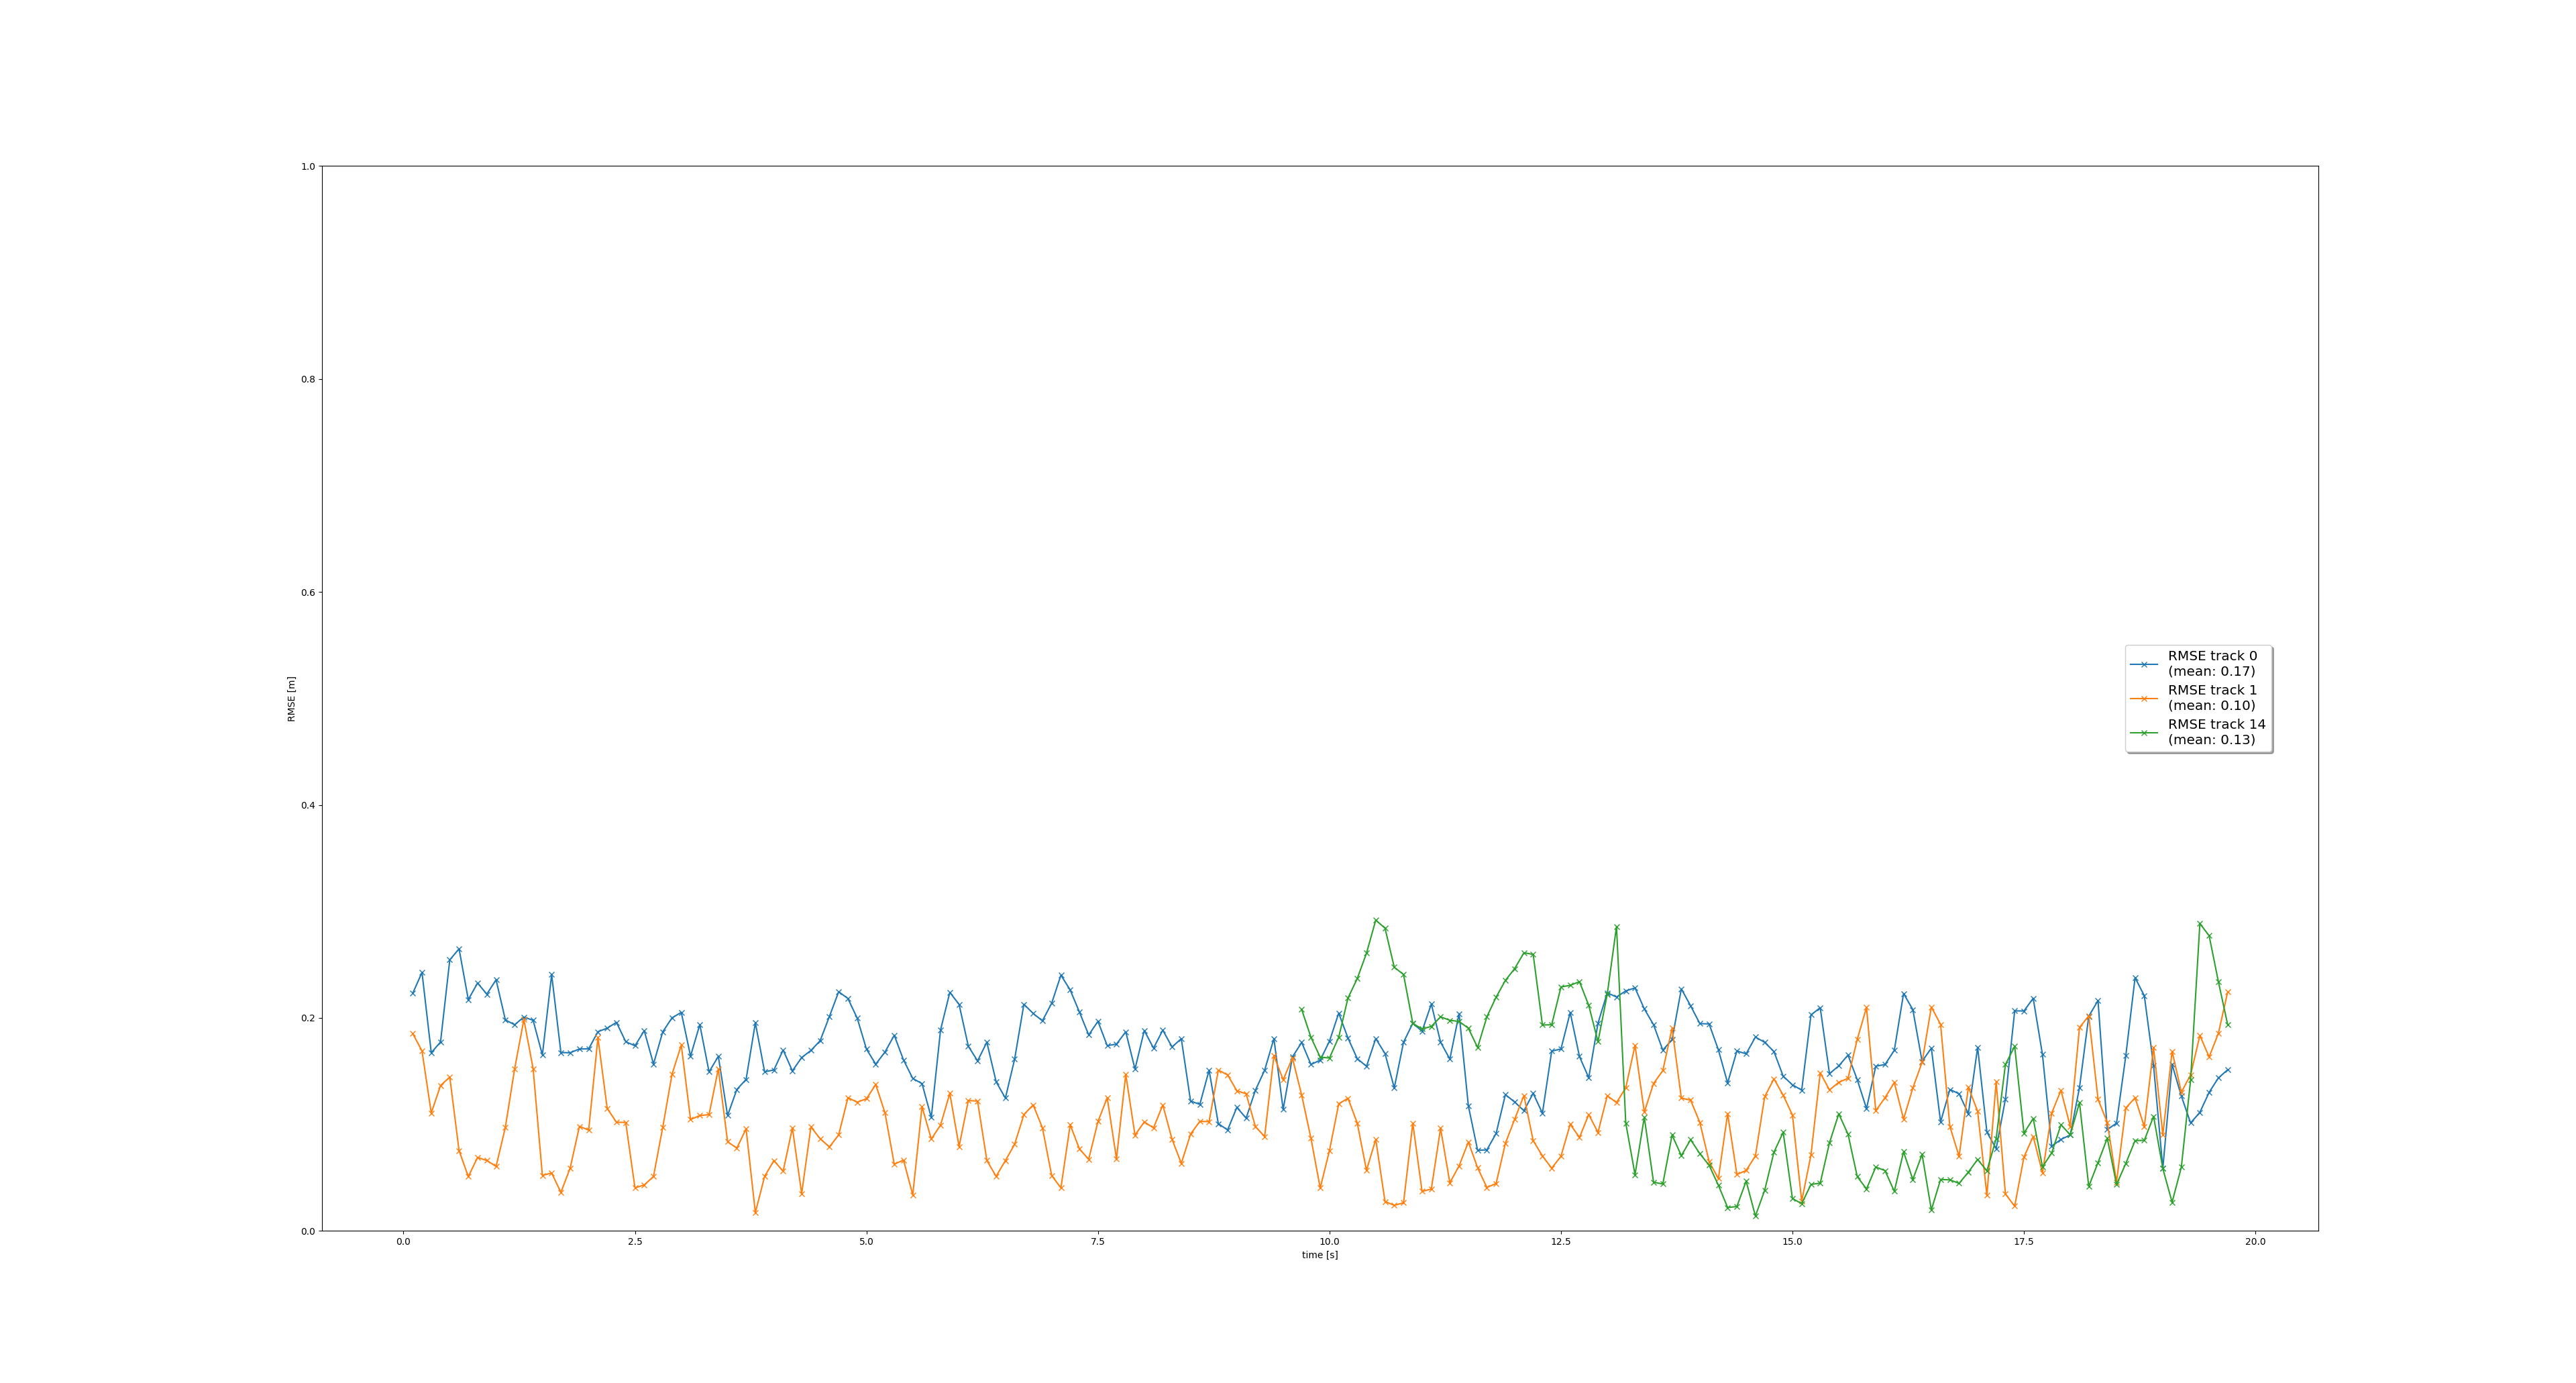 1.0
0.8
0.6
0.4
0.2
0.0
RMSE [m]
0.0 2.5 5.0 7.5 10.0 12.5 15.0 17.5 20.0
time [s]
RMSE track 0
(mean: 0.17)
RMSE track 1
(mean: 0.10)
RMSE track 14
(mean: 0.13)